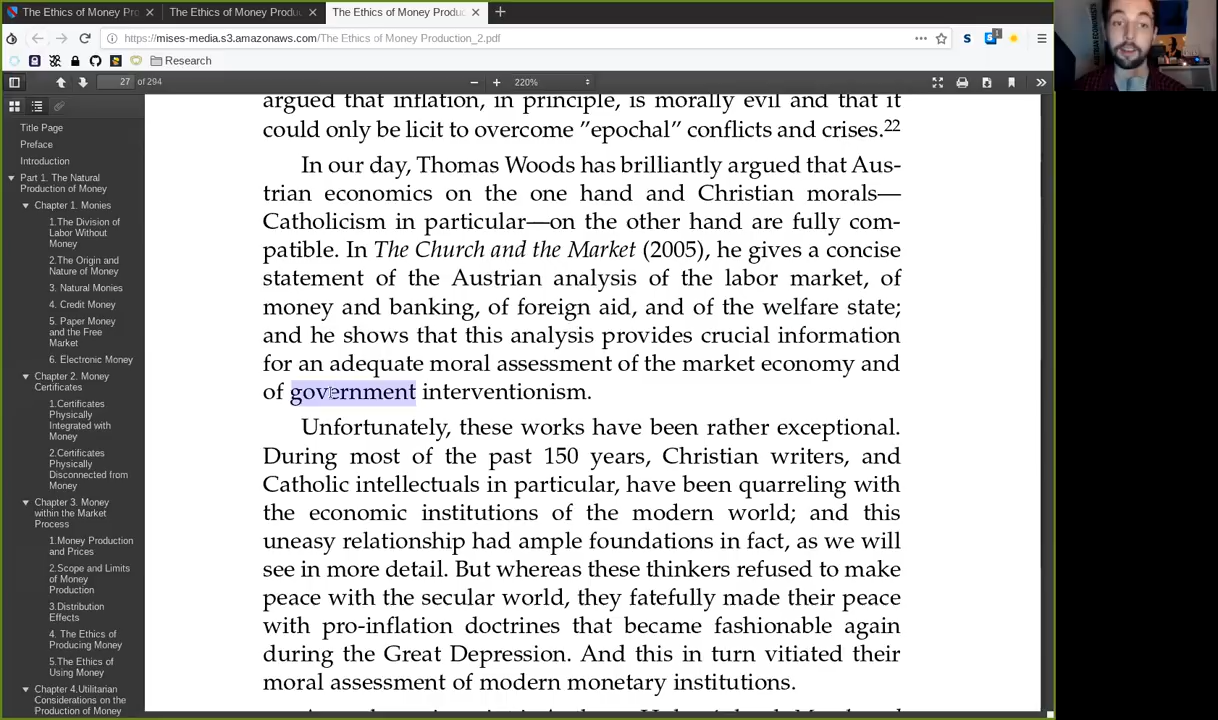 The Ethics of Money Pro
The Ethics of Money Produ
The Ethics of Money Produ
https://mises-media.s3.amazonaws.com/The Ethics of Money Production_2.pdf
Research
27 of 294
220%
Title Page
Preface
Introduction
Part 1. The Natural
Production of Money
Chapter 1. Monies
1.The Division of
Labor Without
Money
2.The Origin and
Nature of Money
3. Natural Monies
4. Credit Money
5. Paper Money
and the Free
Market
6. Electronic Money
Chapter 2. Money
Certificates
1.Certificates
Physically
Integrated with
Money
2.Certificates
Physically
Disconnected from
Money
Chapter 3. Money
within the Market
Process
1.Money Production
and Prices
2.Scope and Limits
of Money
Production
3.Distribution
Effects
4. The Ethics of
Producing Money
5.The Ethics of
Using Money
Chapter 4.Utilitarian
Considerations on the
Production of Money
argued that inflation, in principle, is morally evil and that it
could only be licit to overcome ”epochal” conflicts and crises.22
In our day, Thomas Woods has brilliantly argued that Aus-
trian economics on the one hand and Christian morals—
Catholicism in particular—on the other hand are fully com-
patible. In The Church and the Market (2005), he gives a concise
statement of the Austrian analysis of the labor market, of
money and banking, of foreign aid, and of the welfare state;
and he shows that this analysis provides crucial information
for an adequate moral assessment of the market economy and
of government interventionism.
Unfortunately, these works have been rather exceptional.
During most of the past 150 years, Christian writers, and
Catholic intellectuals in particular, have been quarreling with
the economic institutions of the modern world; and this
uneasy relationship had ample foundations in fact, as we will
see in more detail. But whereas these thinkers refused to make
peace with the secular world, they fatefully made their peace
with pro-inflation doctrines that became fashionable again
during the Great Depression. And this in turn vitiated their
moral assessment of modern monetary institutions.